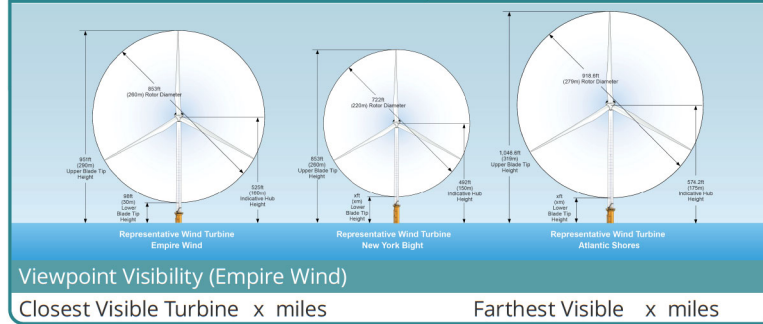 853ft
(260m) Rotor Diameter
951ft
(290m)
Upper Blade Tip
Height
98ft
(30m)
Lower
Blade Tip
Height
525ft
(160m)
Indicative Hub
Height
Representative Wind Turbine
Empire Wind
722ft
(220m) Rotor Diameter
853ft
(260m)
Upper Blade Tip
Height
xft
(xm)
Lower
Blade Tip
Height
492ft
(150m)
Indicative Hub
Height
Representative Wind Turbine
New York Bight
918.6ft
(279m) Rotor Diameter
1,046.6ft
(319m)
Upper Blade Tip
Height
xft
(xm)
Lower
Blade Tip
Height
574.2ft
(175m)
Indicative Hub
Height
Representative Wind Turbine
Atlantic Shores
Viewpoint Visibility (Empire Wind)
Closest Visible Turbine x miles
Farthest Visible x miles